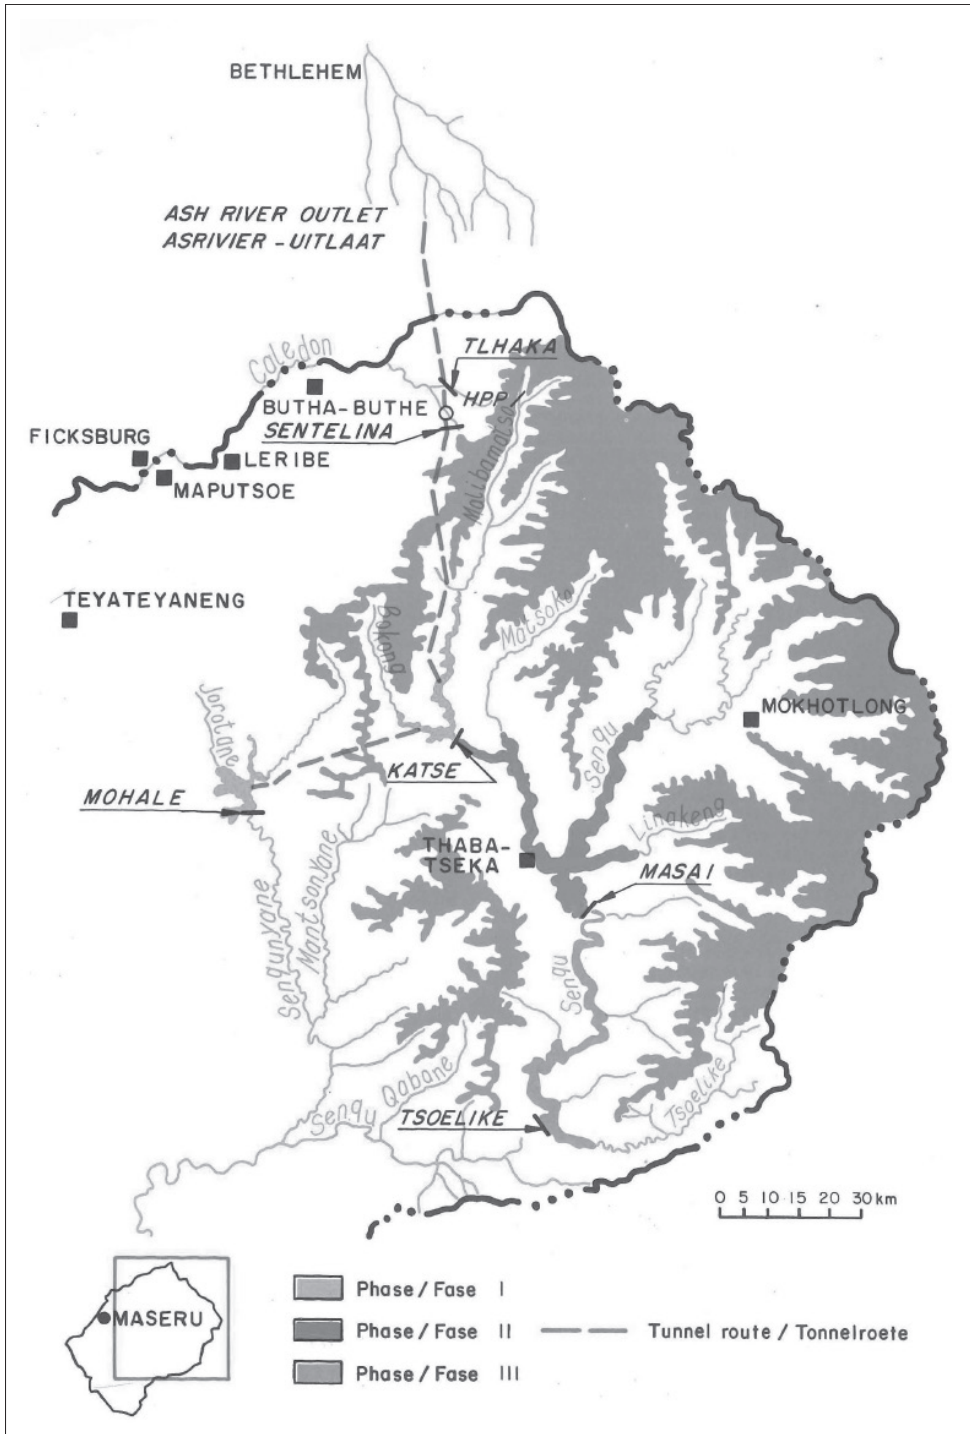 BETHLEHEM
ASH RIVER OUTLET
ASRIVIER - UITLAAT
Caledon
TLHAKA
HPP
BUTHA-BUTHE
SENTELINA
FICKSBURG
LERIBE
MAPUTSOE
Malibamatso
TEYATEYANENG
Bokong
Matsoko
Jorotane
MOKHOTLONG
Senqu
KATSE
MOHALE
Linakeng
THABA-
TSEKA
MASAI
Senqunyane
Mantsonyane
Senqu
Senqu
Qabane
Tsoelike
TSOELIKE
0 5 10 15 20 30 km
MASERU
Phase / Fase I
Phase / Fase II
Tunnel route / Tonnelroete
Phase / Fase III